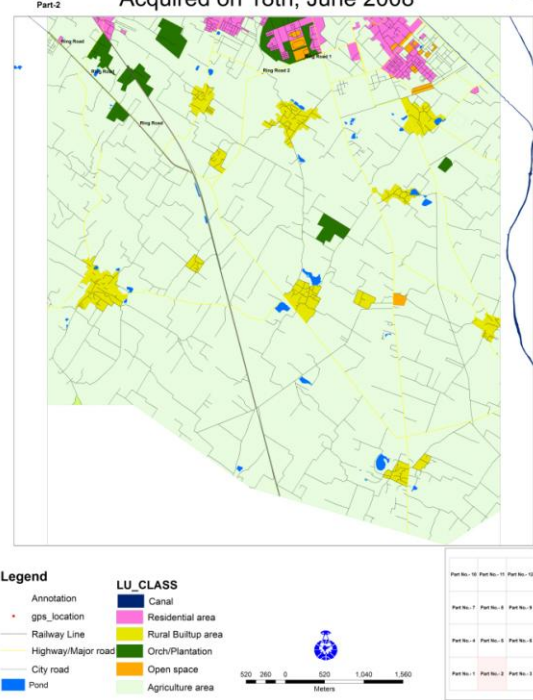 Part-2
Acquired on 18th, June 2008
Ring Road
Ring Road
Ring Road 1
Ring Road 2
Ring Road
Legend
Annotation
gps_location
Railway Line
Highway/Major road
City road
Pond
LU_CLASS
Canal
Residential area
Rural Builtup area
Orch/Plantation
Open space
Agriculture area
520 260 0 520 1,040 1,560
Meters
Part No.- 10 Part No.- 11 Part No.- 12
Part No.- 7 Part No.- 8 Part No.- 9
Part No.- 4 Part No.- 5 Part No.- 6
Part No.- 1 Part No.- 2 Part No.- 3